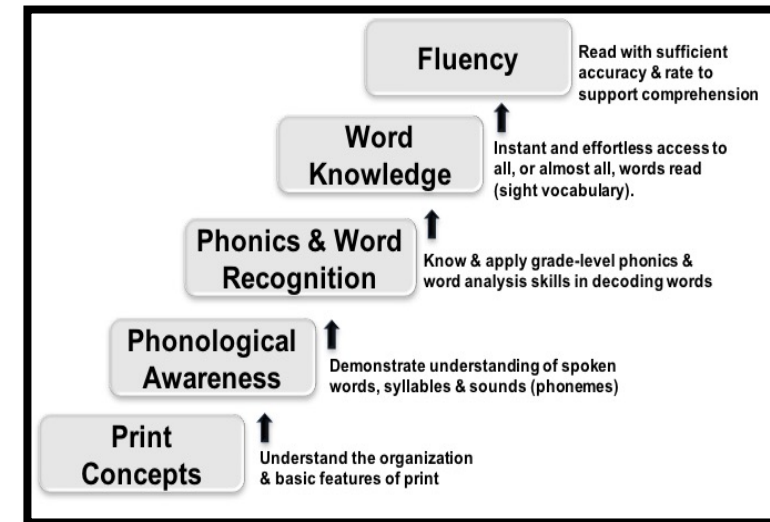 Fluency
Read with sufficient
accuracy & rate to
support comprehension
Word
Knowledge
Instant and effortless access to
all, or almost all, words read
(sight vocabulary).
Phonics & Word
Recognition
Know & apply grade-level phonics &
word analysis skills in decoding words
Phonological
Awareness
Demonstrate understanding of spoken
words, syllables & sounds (phonemes)
Print
Concepts
Understand the organization
& basic features of print